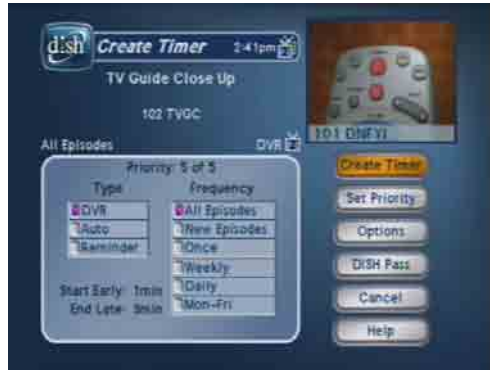 dish Create Timer 2:41pm
TV Guide Close Up
102 TVGC
101 DNFYI
All Episodes DVR
Priority: 5 of 5
Type Frequency
DVR
Auto
Reminder
All Episodes
New Episodes
Once
Weekly
Daily
Mon-Fri
Start Early: 1min
End Late: 3min
Create Timer
Set Priority
Options
DISH Pass
Cancel
Help